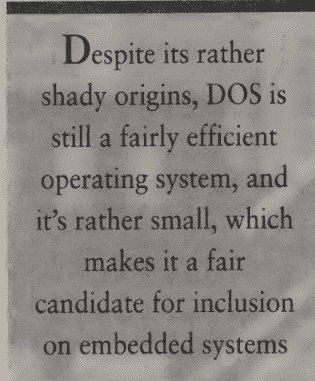 Despite its rather
shady origins, DOS is
still a fairly efficient
operating system, and
it's rather small, which
makes it a fair
candidate for inclusion
on embedded systems